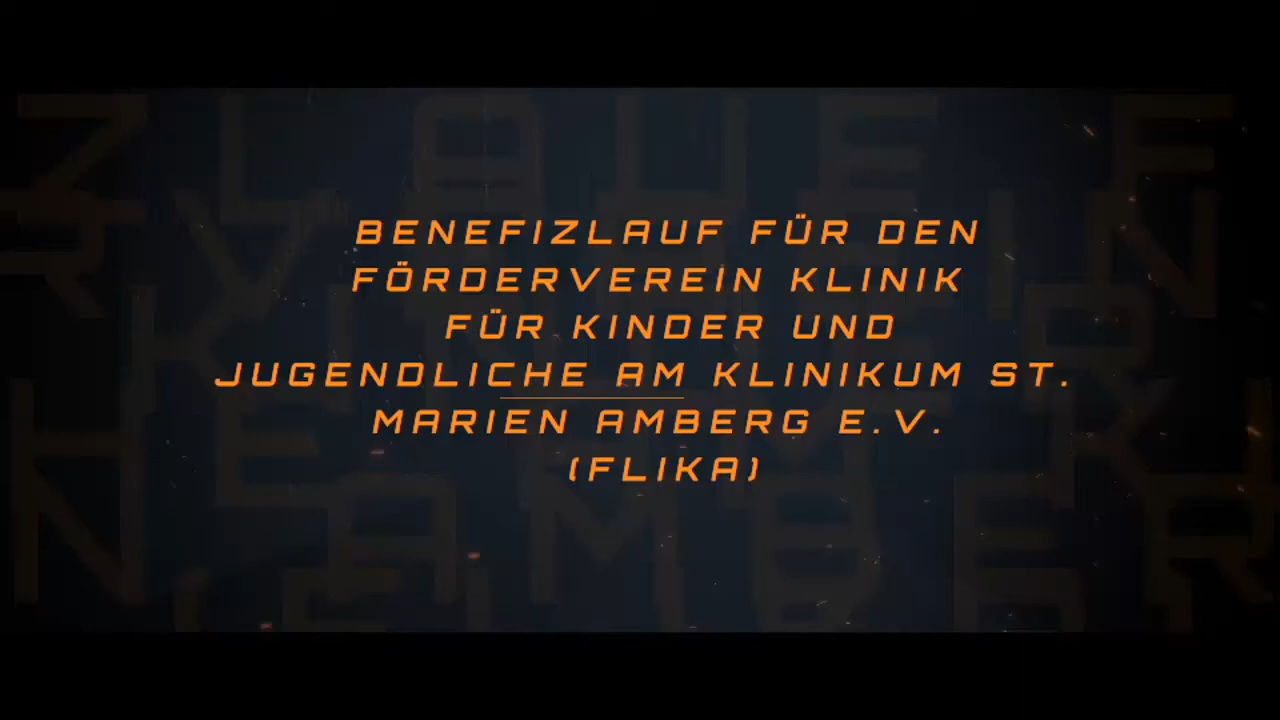 BENEFIZLAUF FÜR DEN
FÖRDERVEREIN KLINIK
FÜR KINDER UND
JUGENDLICHE AM KLINIKUM ST.
MARIEN AMBERG E.V.
(FLIKA)